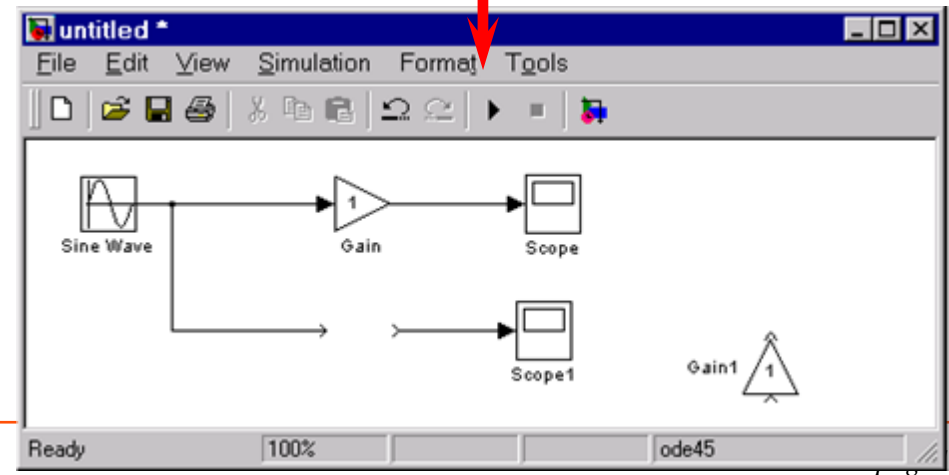 untitled *
File Edit View Simulation Format Tools
1
Sine Wave Gain Scope
Scope1
Gain1 1
Ready 100% ode45